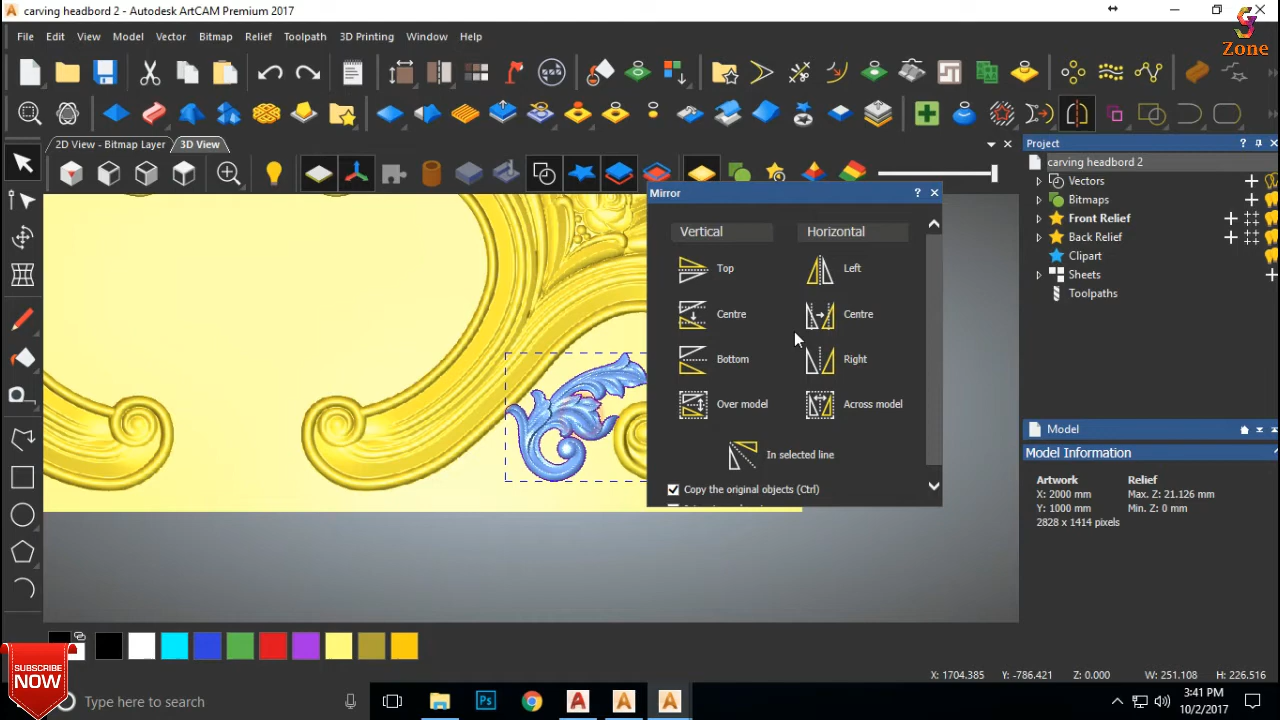 carving headbord 2 - Autodesk ArtCAM Premium 2017
Zone
File Edit View Model Vector Bitmap Relief Toolpath 3D Printing Window Help
2D View - Bitmap Layer 3D View
Project
carving headbord 2
Vectors
Bitmaps
Front Relief
Back Relief
Clipart
Sheets
Toolpaths
Mirror
Vertical Horizontal
Top Left
Centre Centre
Bottom Right
Over model Across model
In selected line
Copy the original objects (Ctrl)
Model
Model Information
Artwork Relief
X: 2000 mm Max. Z: 21.126 mm
Y: 1000 mm Min. Z: 0 mm
2828 x 1414 pixels
X: 1704.385 Y: -786.421 Z: 0.000 W: 251.108 H: 226.516
SUBSCRIBE
NOW
Type here to search
3:41 PM
10/2/2017